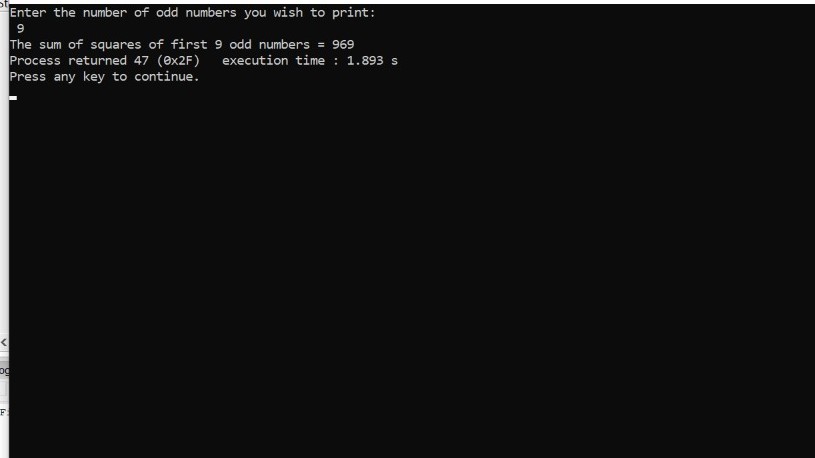 Enter the number of odd numbers you wish to print:
9
The sum of squares of first 9 odd numbers = 969
Process returned 47 (0x2F)   execution time : 1.893 s
Press any key to continue.